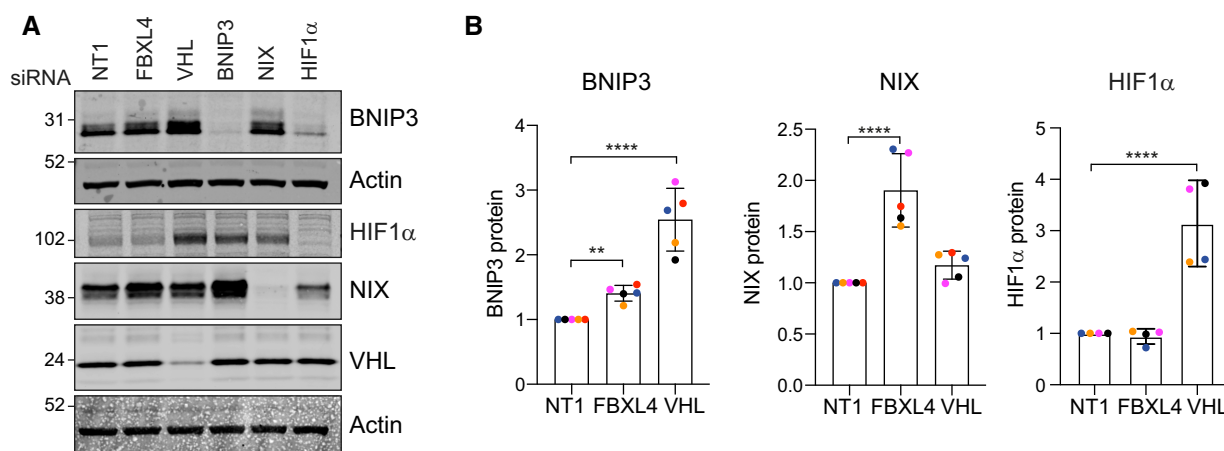 A
siRNA NT1 FBXL4 VHL BNIP3 NIX HIF1α
31 BNIP3
52 Actin
102 HIF1α
38 NIX
24 VHL
52 Actin
B
BNIP3
BNIP3 protein
4
3
2
1
0
****
**
NT1 FBXL4 VHL
NIX
NIX protein
2.5
2.0
1.5
1.0
0.5
0.0
****
NT1 FBXL4 VHL
HIF1α
HIF1α protein
5
4
3
2
1
0
****
NT1 FBXL4 VHL